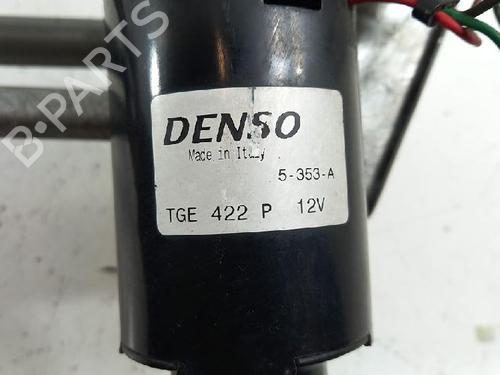 DENSO
Made in Italy
5-353-A
TGE 422 P 12V
B-PARTS